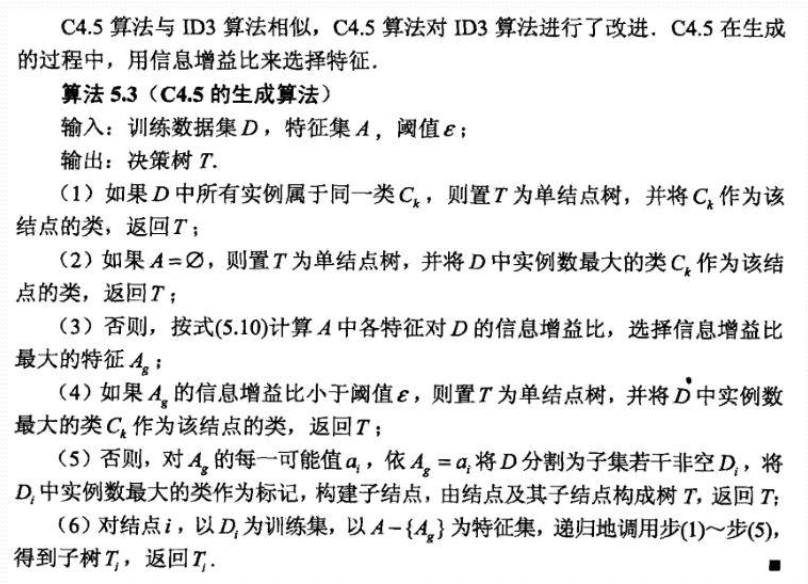 C4.5 算法与 ID3 算法相似，C4.5 算法对 ID3 算法进行了改进．C4.5 在生成
的过程中，用信息增益比来选择特征．
算法 5.3（C4.5 的生成算法）
输入：训练数据集 D，特征集 A，阈值 ε；
输出：决策树 T．
（1）如果 D 中所有实例属于同一类 Cₖ，则置 T 为单结点树，并将 Cₖ 作为该
结点的类，返回 T；
（2）如果 A=∅，则置 T 为单结点树，并将 D 中实例数最大的类 Cₖ 作为该结
点的类，返回 T；
（3）否则，按式(5.10)计算 A 中各特征对 D 的信息增益比，选择信息增益比
最大的特征 A_g；
（4）如果 A_g 的信息增益比小于阈值 ε，则置 T 为单结点树，并将 D 中实例数
最大的类 Cₖ 作为该结点的类，返回 T；
（5）否则，对 A_g 的每一可能值 aᵢ，依 A_g = aᵢ 将 D 分割为子集若干非空 Dᵢ，将
Dᵢ 中实例数最大的类作为标记，构建子结点，由结点及其子结点构成树 T，返回 T；
（6）对结点 i，以 Dᵢ 为训练集，以 A−{A_g} 为特征集，递归地调用步(1)～步(5)，
得到子树 Tᵢ，返回 Tᵢ．